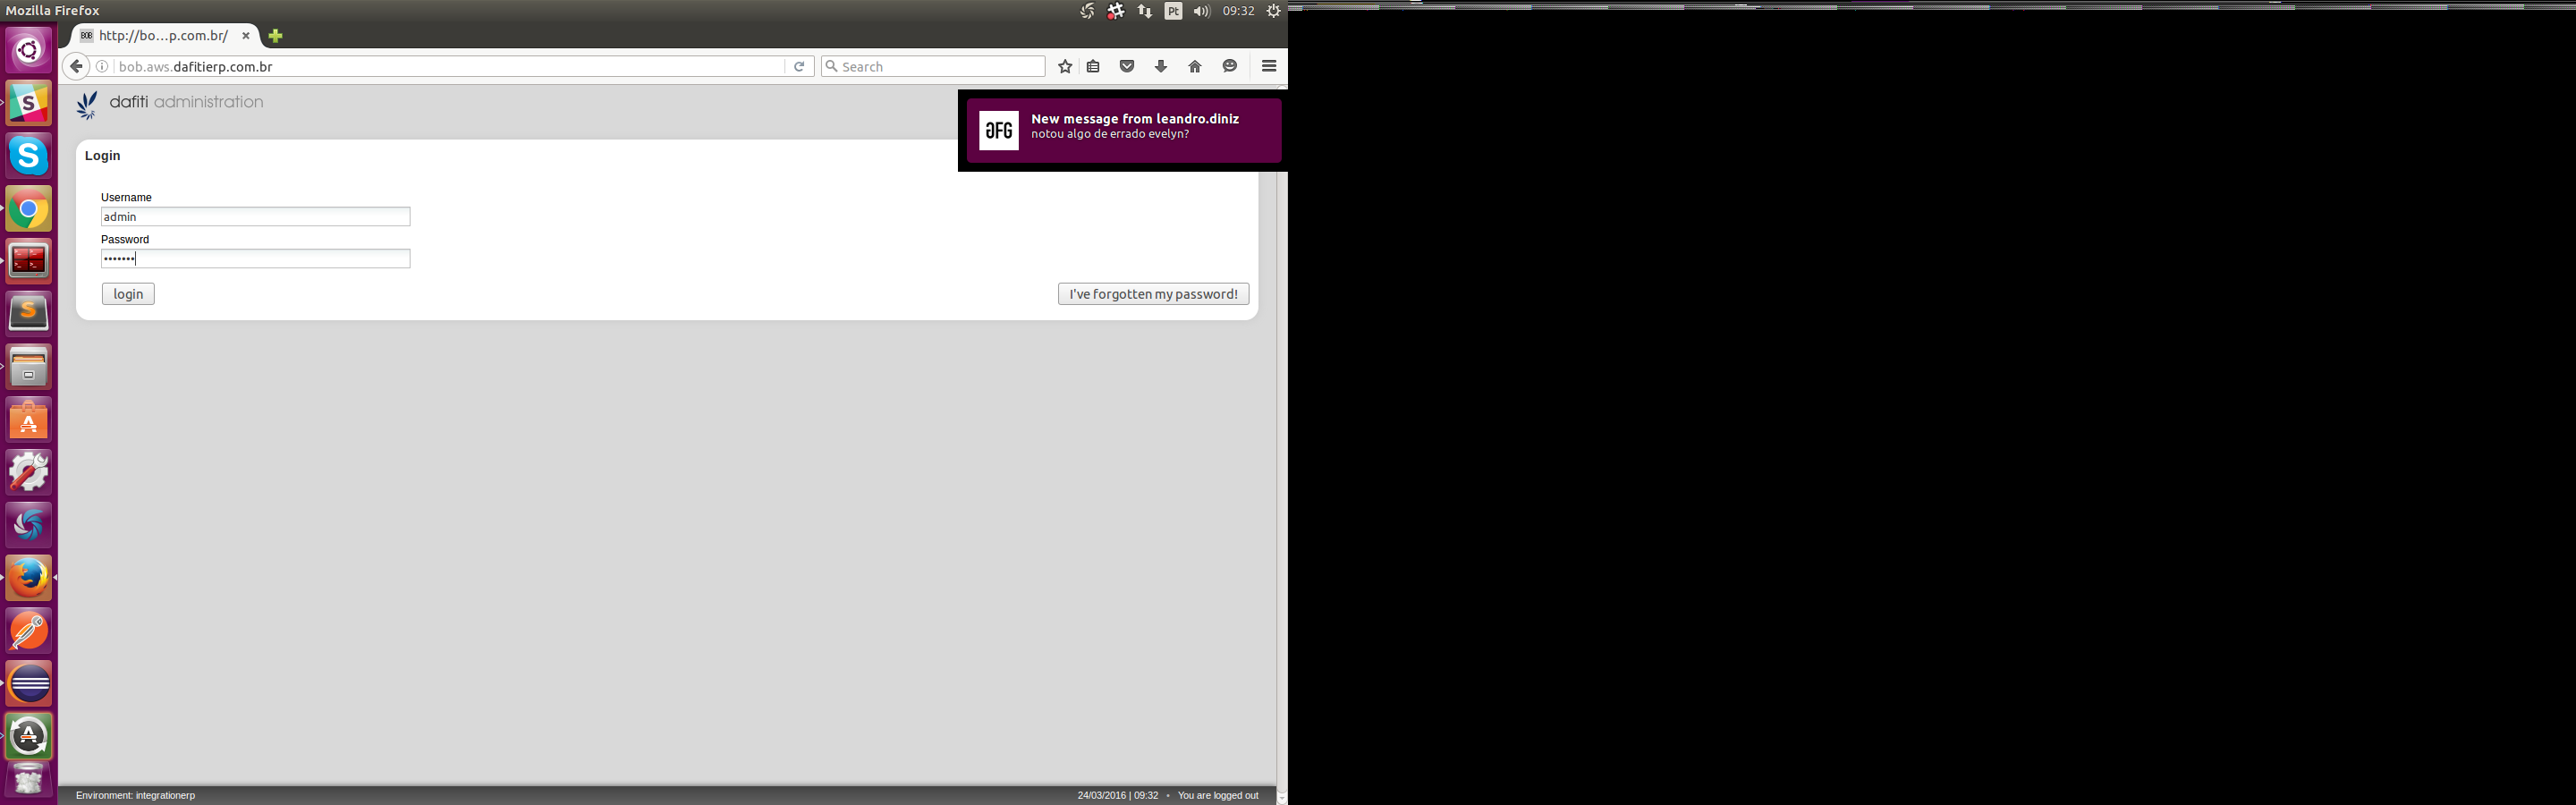 Mozilla Firefox
Pt
09:32
BOB
http://bo...p.com.br/
bob.aws.dafitierp.com.br
Search
dafiti administration
ƏFG
New message from leandro.diniz
notou algo de errado evelyn?
Login
Username
admin
Password
•••••••
login
I've forgotten my password!
Environment: integrationerp
24/03/2016 | 09:32 • You are logged out